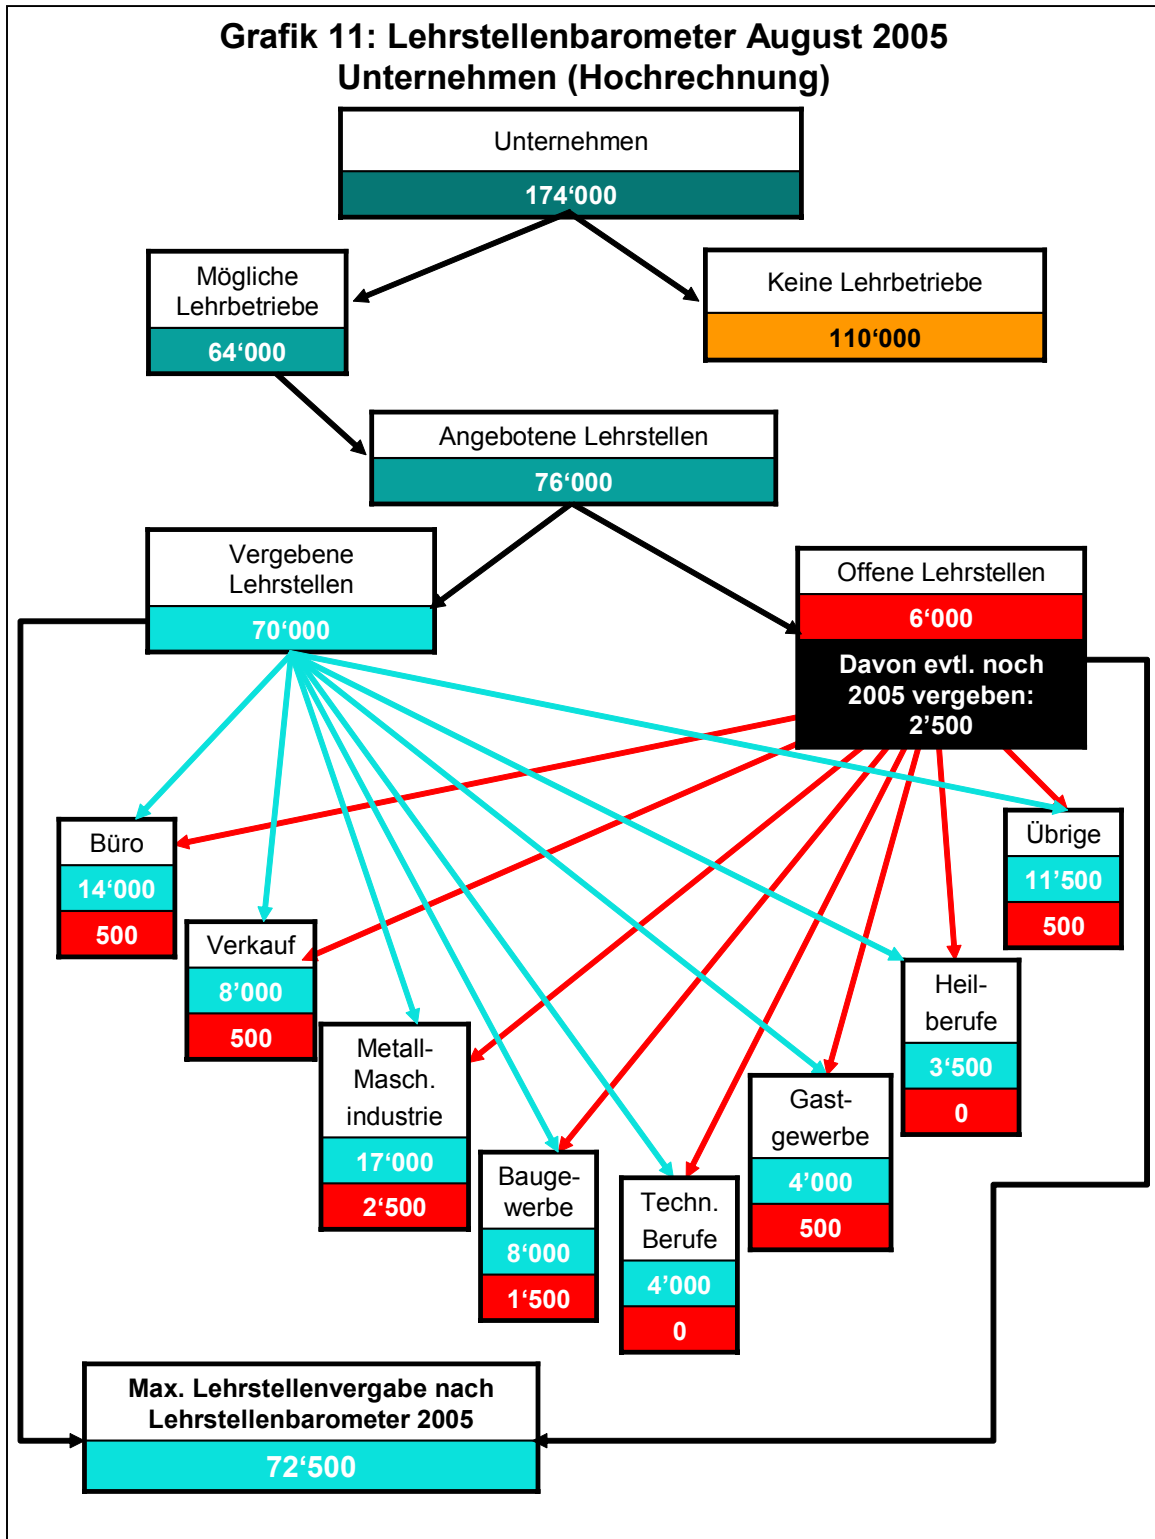 Grafik 11: Lehrstellenbarometer August 2005
Unternehmen (Hochrechnung)
Unternehmen
174‘000
Mögliche
Lehrbetriebe
64‘000
Keine Lehrbetriebe
110‘000
Angebotene Lehrstellen
76‘000
Vergebene
Lehrstellen
70‘000
Offene Lehrstellen
6‘000
Davon evtl. noch
2005 vergeben:
2’500
Büro
14‘000
500
Verkauf
8’000
500
Metall-
Masch.
industrie
17‘000
2‘500
Bauge-
werbe
8’000
1‘500
Techn.
Berufe
4’000
0
Gast-
gewerbe
4‘000
500
Heil-
berufe
3‘500
0
Übrige
11’500
500
Max. Lehrstellenvergabe nach
Lehrstellenbarometer 2005
72‘500